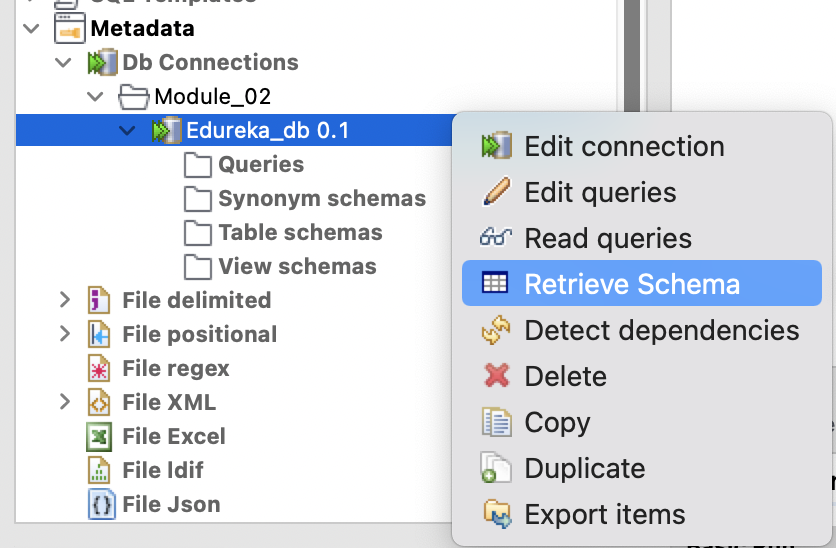 Metadata
Db Connections
Module_02
Edureka_db 0.1
Queries
Synonym schemas
Table schemas
View schemas
File delimited
File positional
File regex
File XML
File Excel
File ldif
File Json
Edit connection
Edit queries
Read queries
Retrieve Schema
Detect dependencies
Delete
Copy
Duplicate
Export items